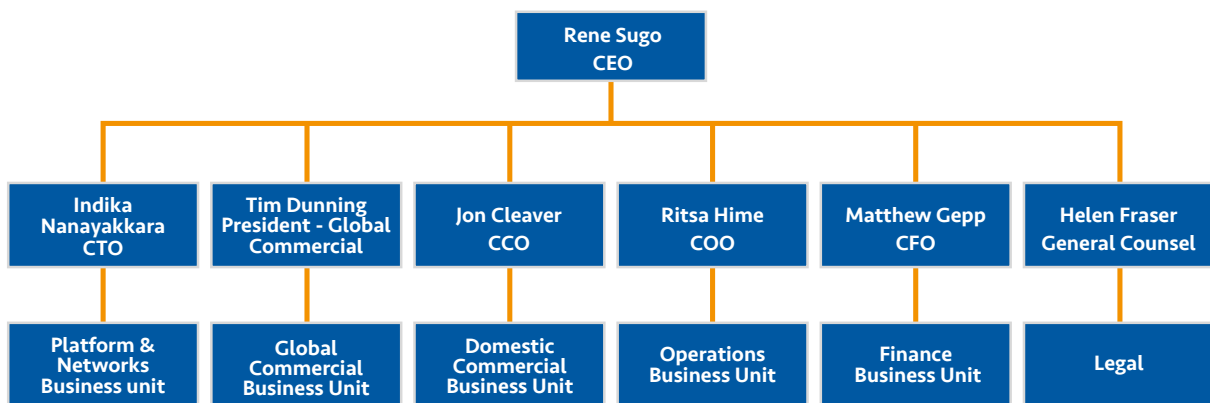 Rene Sugo
CEO
Indika
Nanayakkara
CTO
Tim Dunning
President - Global
Commercial
Jon Cleaver
CCO
Ritsa Hime
COO
Matthew Gepp
CFO
Helen Fraser
General Counsel
Platform &
Networks
Business unit
Global
Commercial
Business Unit
Domestic
Commercial
Business Unit
Operations
Business Unit
Finance
Business Unit
Legal